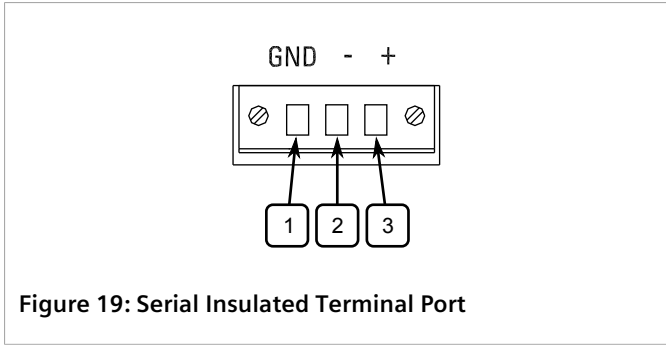 GND - +
1 2 3
Figure 19: Serial Insulated Terminal Port